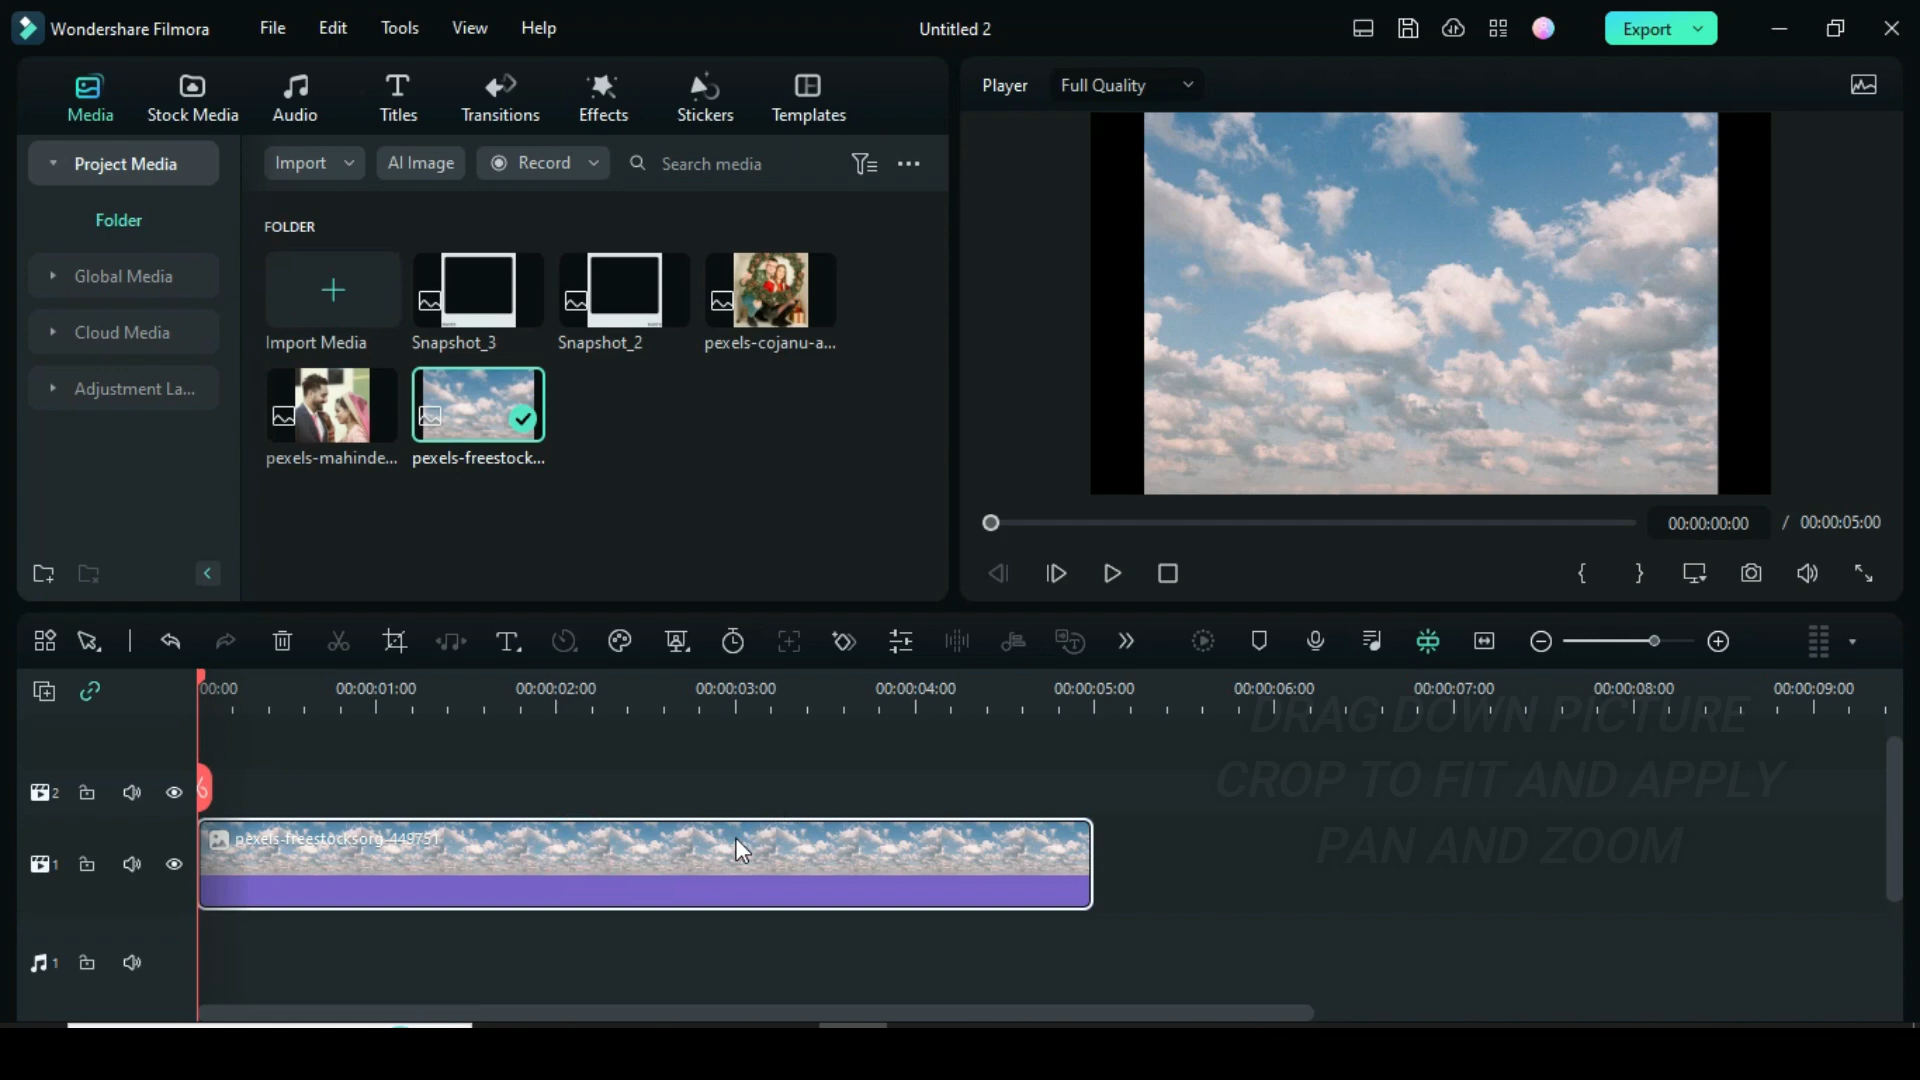 Wondershare Filmora
File
Edit
Tools
View
Help
Untitled 2
Export
Media
Stock Media
Audio
Titles
Transitions
Effects
Stickers
Templates
Player
Full Quality
Project Media
Import
AI Image
Record
Search media
Folder
FOLDER
Global Media
Cloud Media
Adjustment La...
Import Media
Snapshot_3
Snapshot_2
pexels-cojanu-a...
pexels-mahinde...
pexels-freestock...
00:00:00:00
/ 00:00:05:00
00:00
00:00:01:00
00:00:02:00
00:00:03:00
00:00:04:00
00:00:05:00
00:00:06:00
00:00:07:00
00:00:08:00
00:00:09:00
DRAG DOWN PICTURE
CROP TO FIT AND APPLY
PAN AND ZOOM
2
pexels-freestocksorg-449751
1
1